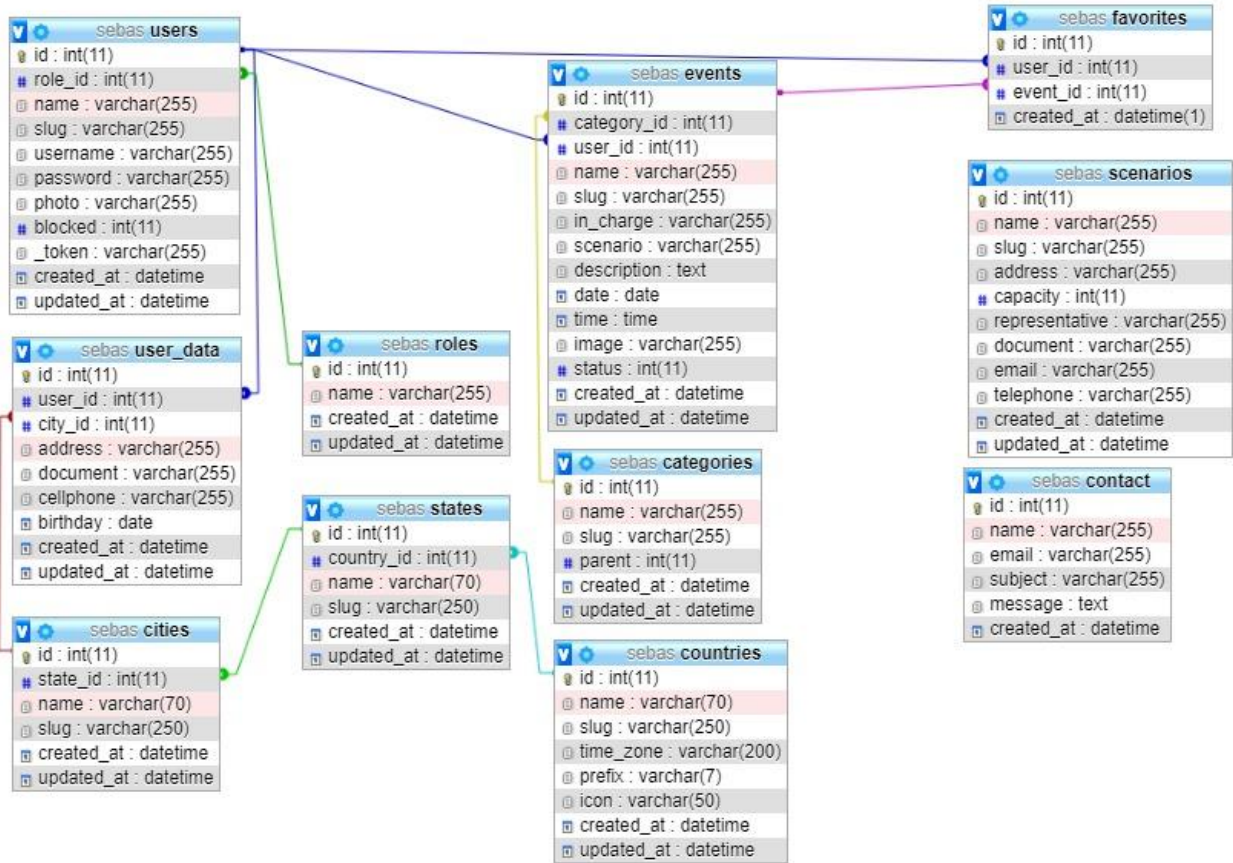 sebas users
id : int(11)
role_id : int(11)
name : varchar(255)
slug : varchar(255)
username : varchar(255)
password : varchar(255)
photo : varchar(255)
blocked : int(11)
_token : varchar(255)
created_at : datetime
updated_at : datetime
sebas user_data
id : int(11)
user_id : int(11)
city_id : int(11)
address : varchar(255)
document : varchar(255)
cellphone : varchar(255)
birthday : date
created_at : datetime
updated_at : datetime
sebas cities
id : int(11)
state_id : int(11)
name : varchar(70)
slug : varchar(250)
created_at : datetime
updated_at : datetime
sebas roles
id : int(11)
name : varchar(255)
created_at : datetime
updated_at : datetime
sebas states
id : int(11)
country_id : int(11)
name : varchar(70)
slug : varchar(250)
created_at : datetime
updated_at : datetime
sebas events
id : int(11)
category_id : int(11)
user_id : int(11)
name : varchar(255)
slug : varchar(255)
in_charge : varchar(255)
scenario : varchar(255)
description : text
date : date
time : time
image : varchar(255)
status : int(11)
created_at : datetime
updated_at : datetime
sebas categories
id : int(11)
name : varchar(255)
slug : varchar(255)
parent : int(11)
created_at : datetime
updated_at : datetime
sebas countries
id : int(11)
name : varchar(70)
slug : varchar(250)
time_zone : varchar(200)
prefix : varchar(7)
icon : varchar(50)
created_at : datetime
updated_at : datetime
sebas favorites
id : int(11)
user_id : int(11)
event_id : int(11)
created_at : datetime(1)
sebas scenarios
id : int(11)
name : varchar(255)
slug : varchar(255)
address : varchar(255)
capacity : int(11)
representative : varchar(255)
document : varchar(255)
email : varchar(255)
telephone : varchar(255)
created_at : datetime
updated_at : datetime
sebas contact
id : int(11)
name : varchar(255)
email : varchar(255)
subject : varchar(255)
message : text
created_at : datetime